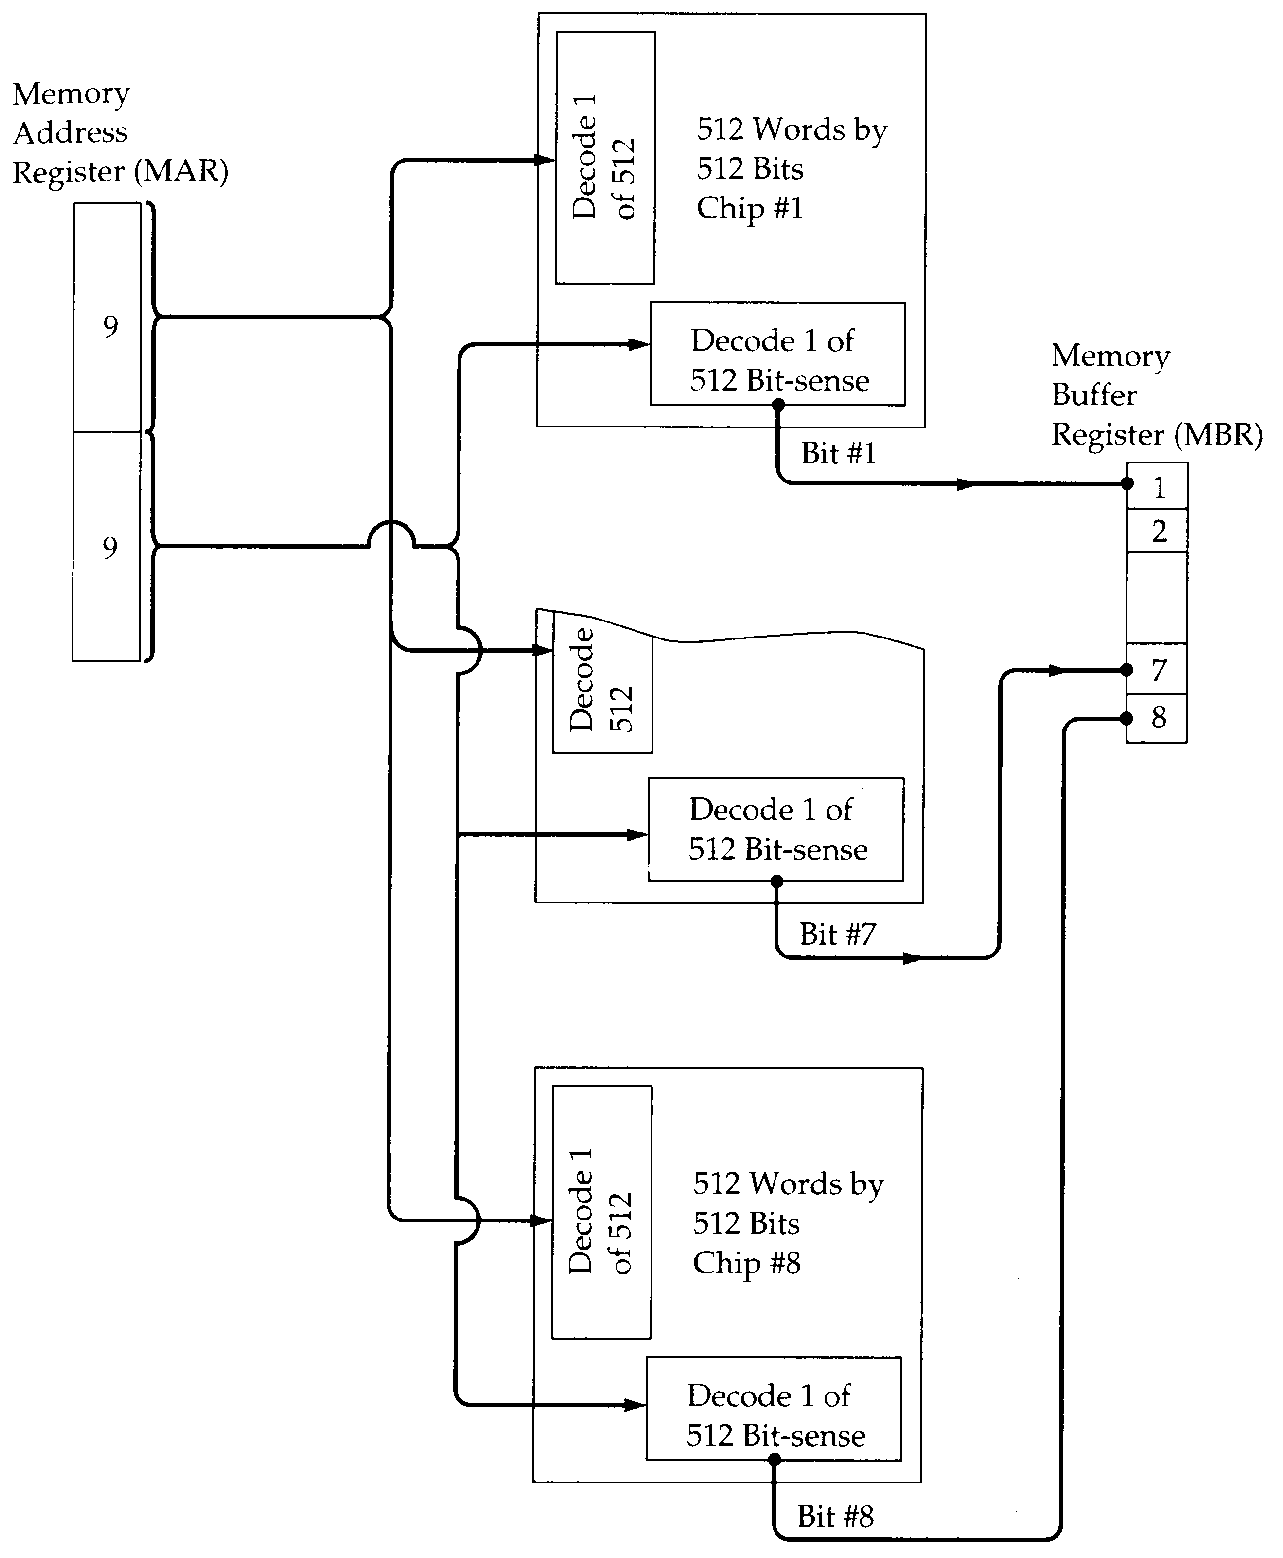 Memory
Address
Register (MAR)
9
9
Decode 1
of 512
512 Words by
512 Bits
Chip #1
Decode 1 of
512 Bit-sense
Bit #1
Memory
Buffer
Register (MBR)
1
2
7
8
Decode
512
Decode 1 of
512 Bit-sense
Bit #7
Decode 1
of 512
512 Words by
512 Bits
Chip #8
Decode 1 of
512 Bit-sense
Bit #8